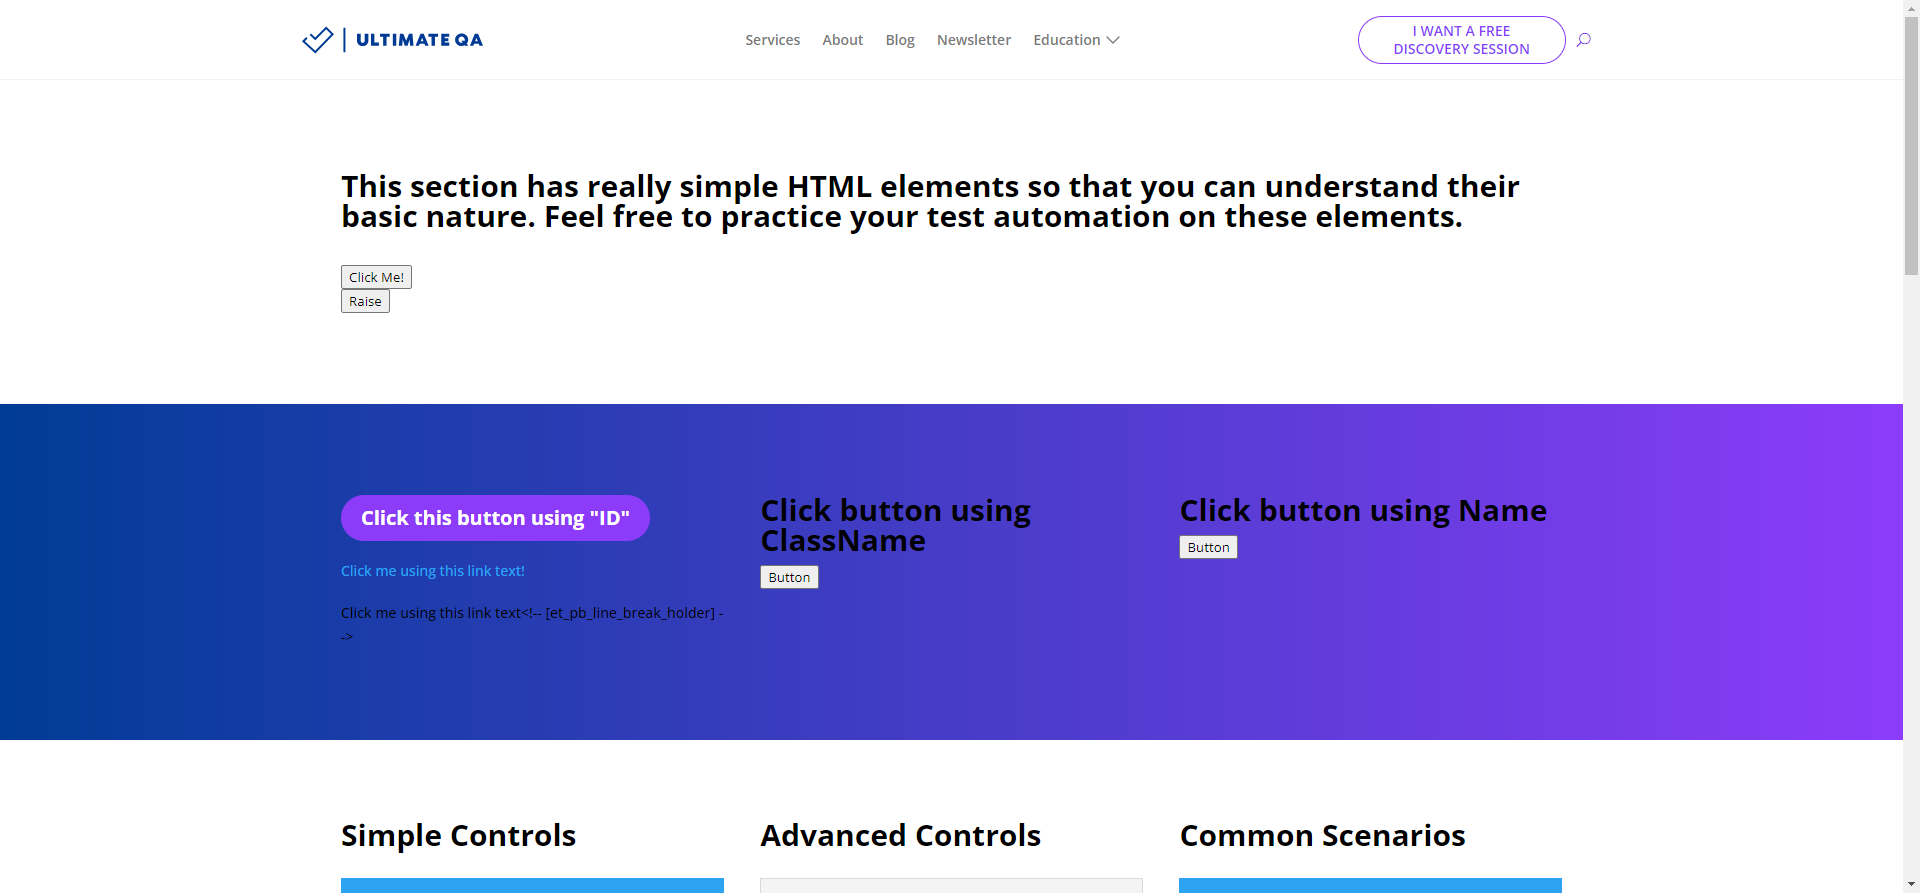 ULTIMATE QA
Services About Blog Newsletter Education
I WANT A FREE
DISCOVERY SESSION
This section has really simple HTML elements so that you can understand their
basic nature. Feel free to practice your test automation on these elements.
Click Me!
Raise
Click this button using "ID"
Click me using this link text!
Click me using this link text<!-- [et_pb_line_break_holder] -
->
Click button using
ClassName
Button
Click button using Name
Button
Simple Controls
Advanced Controls
Common Scenarios